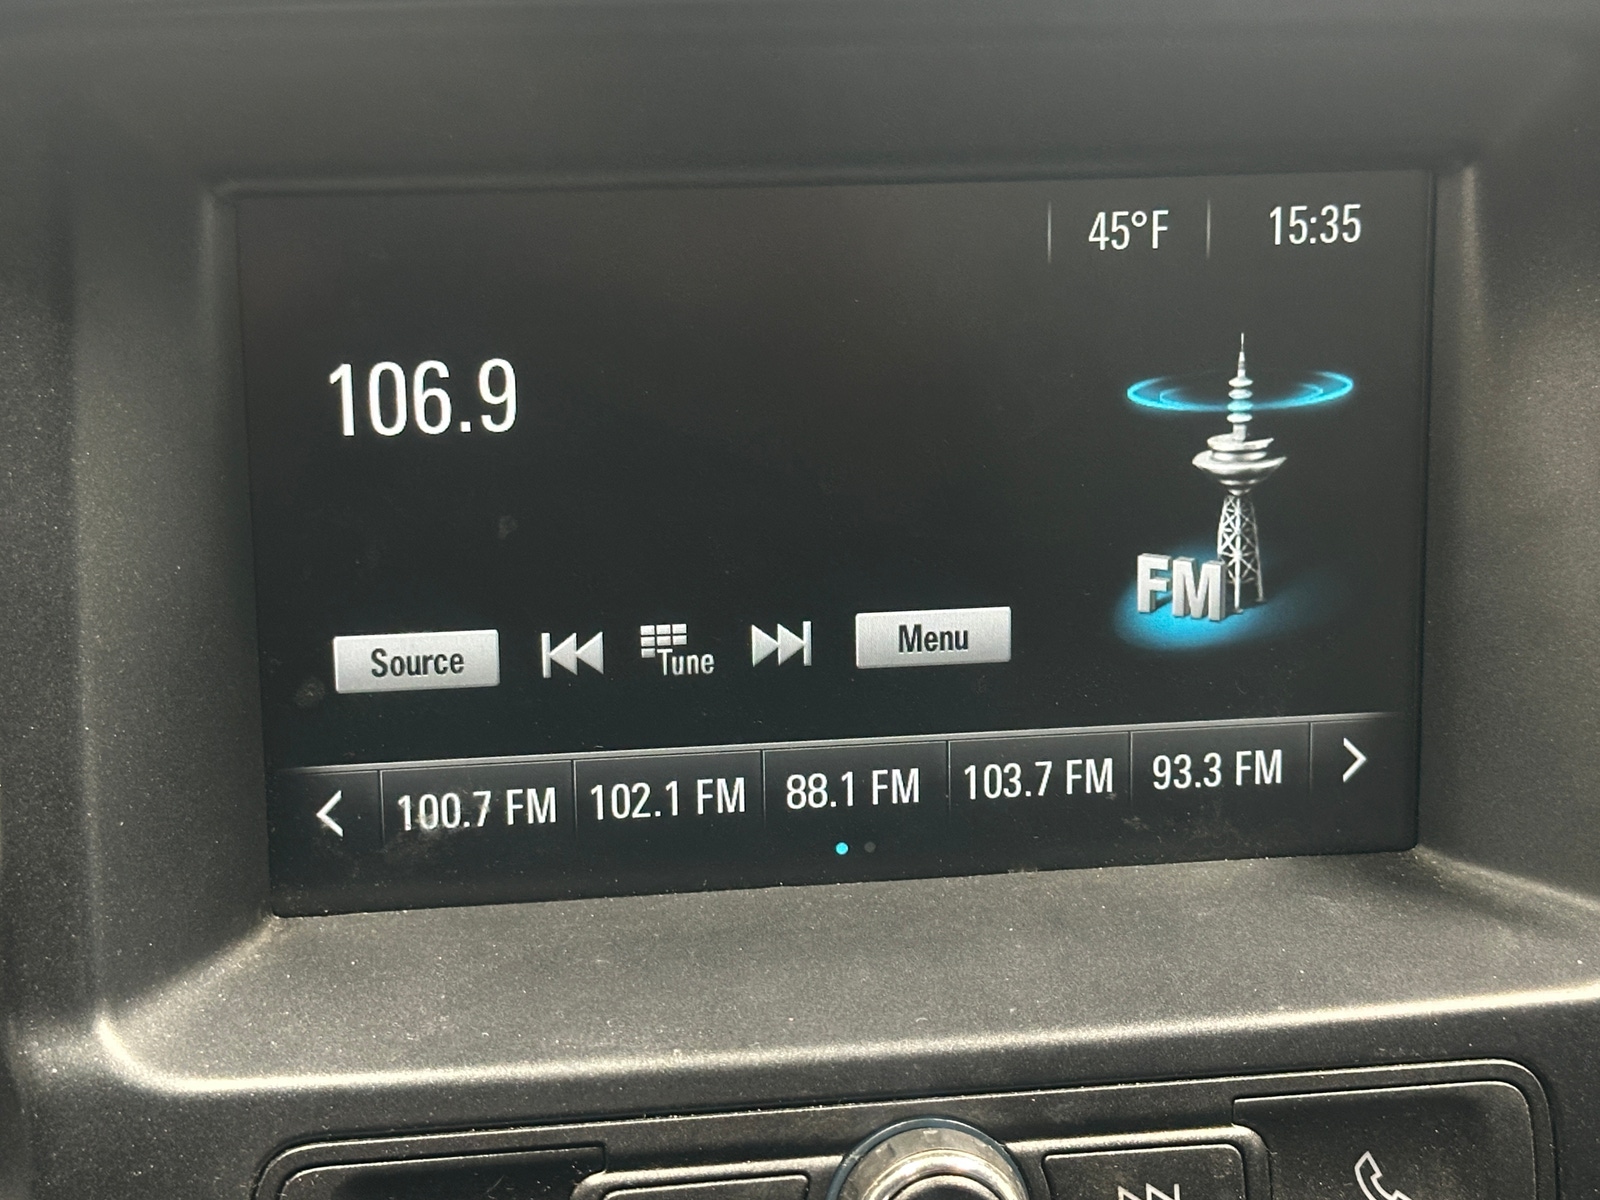 45°F 15:35
106.9
FM
Source Tune Menu
100.7 FM 102.1 FM 88.1 FM 103.7 FM 93.3 FM